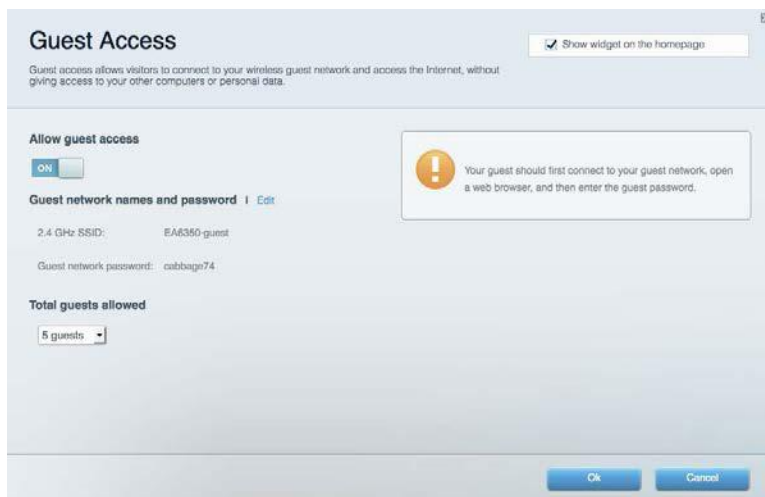 Guest Access
Show widget on the homepage
Guest access allows visitors to connect to your wireless guest network and access the Internet, without
giving access to your other computers or personal data.
Allow guest access
ON
Your guest should first connect to your guest network, open
a web browser, and then enter the guest password.
Guest network names and password | Edit
2.4 GHz SSID: EA6350-guest
Guest network password: cabbage74
Total guests allowed
5 guests
Ok Cancel